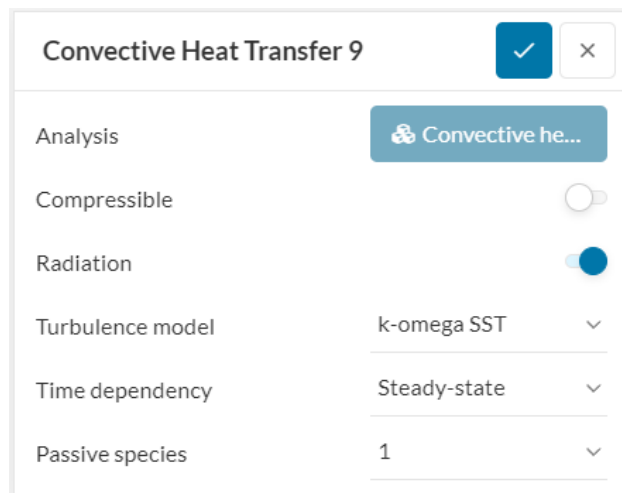 Convective Heat Transfer 9
Analysis Convective he...
Compressible
Radiation
Turbulence model k-omega SST
Time dependency Steady-state
Passive species 1